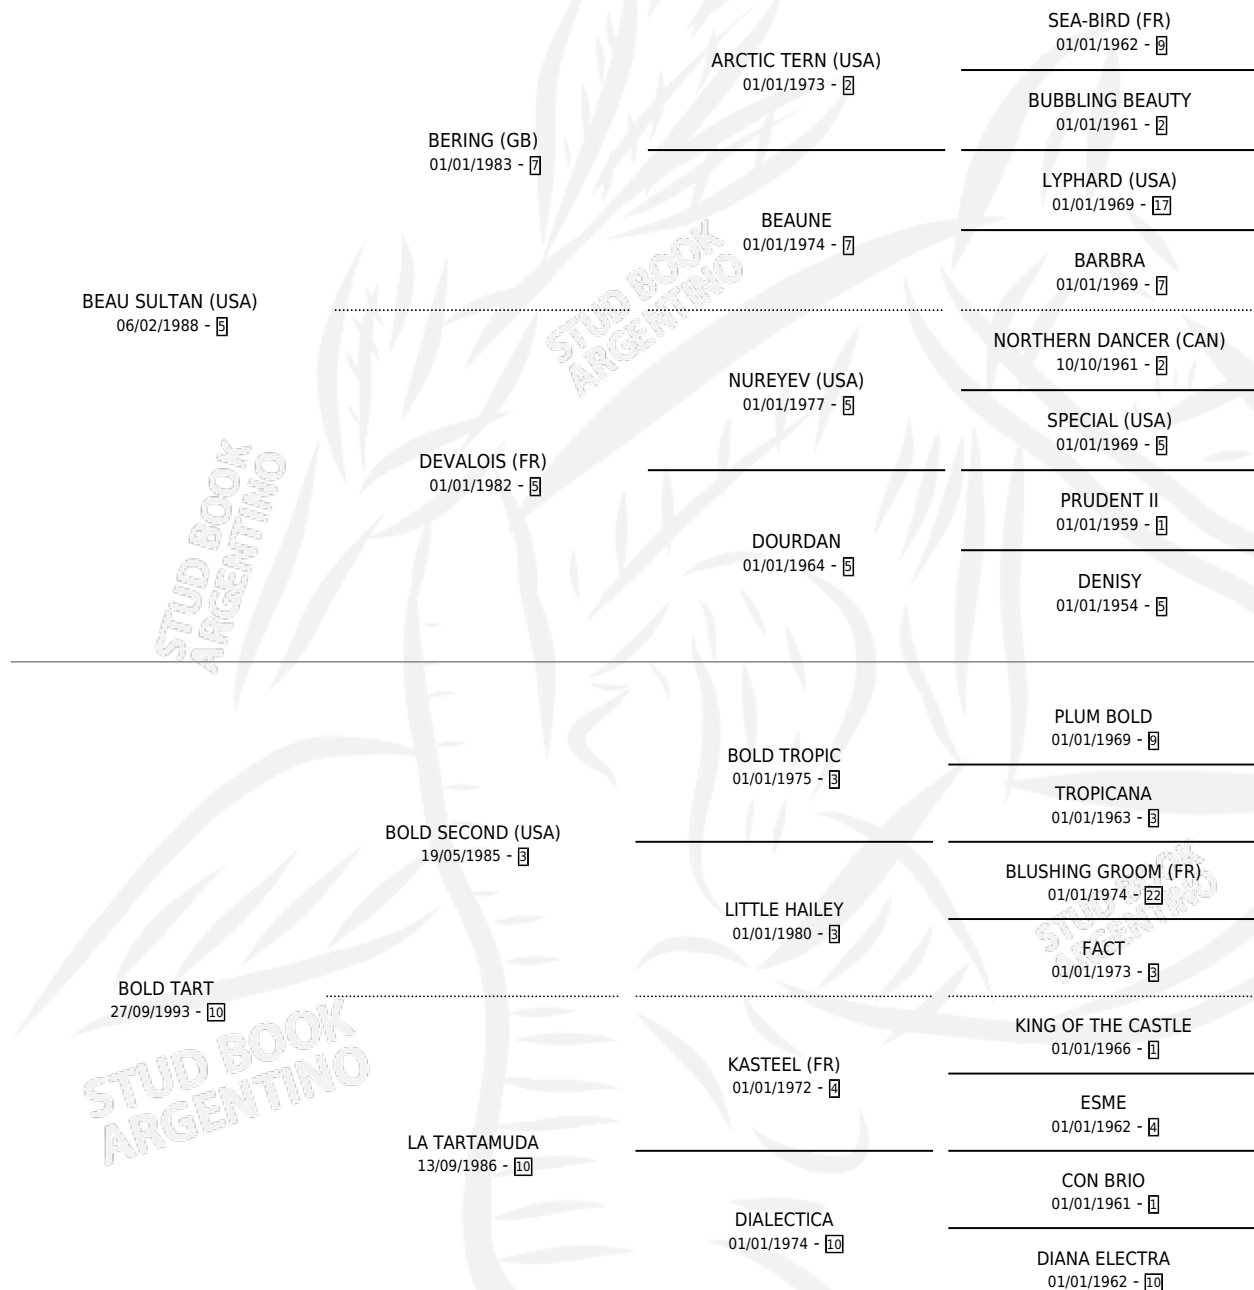 SEA-BIRD (FR)
01/01/1962 - 9
ARCTIC TERN (USA)
01/01/1973 - 2
BUBBLING BEAUTY
01/01/1961 - 2
BERING (GB)
01/01/1983 - 7
LYPHARD (USA)
01/01/1969 - 17
BEAUNE
01/01/1974 - 7
BARBRA
01/01/1969 - 7
BEAU SULTAN (USA)
06/02/1988 - 5
NORTHERN DANCER (CAN)
10/10/1961 - 2
NUREYEV (USA)
01/01/1977 - 5
SPECIAL (USA)
01/01/1969 - 5
DEVALOIS (FR)
01/01/1982 - 5
PRUDENT II
01/01/1959 - 1
DOURDAN
01/01/1964 - 5
DENISY
01/01/1954 - 5
PLUM BOLD
01/01/1969 - 9
BOLD TROPIC
01/01/1975 - 3
TROPICANA
01/01/1963 - 3
BOLD SECOND (USA)
19/05/1985 - 3
BLUSHING GROOM (FR)
01/01/1974 - 22
LITTLE HAILEY
01/01/1980 - 3
FACT
01/01/1973 - 3
BOLD TART
27/09/1993 - 10
KING OF THE CASTLE
01/01/1966 - 1
KASTEEL (FR)
01/01/1972 - 4
ESME
01/01/1962 - 4
LA TARTAMUDA
13/09/1986 - 10
CON BRIO
01/01/1961 - 1
DIALECTICA
01/01/1974 - 10
DIANA ELECTRA
01/01/1962 - 10
STUD BOOK
ARGENTINO
STUD BOOK
ARGENTINO
STUD BOOK
ARGENTINO
STUD BOOK
ARGENTINO